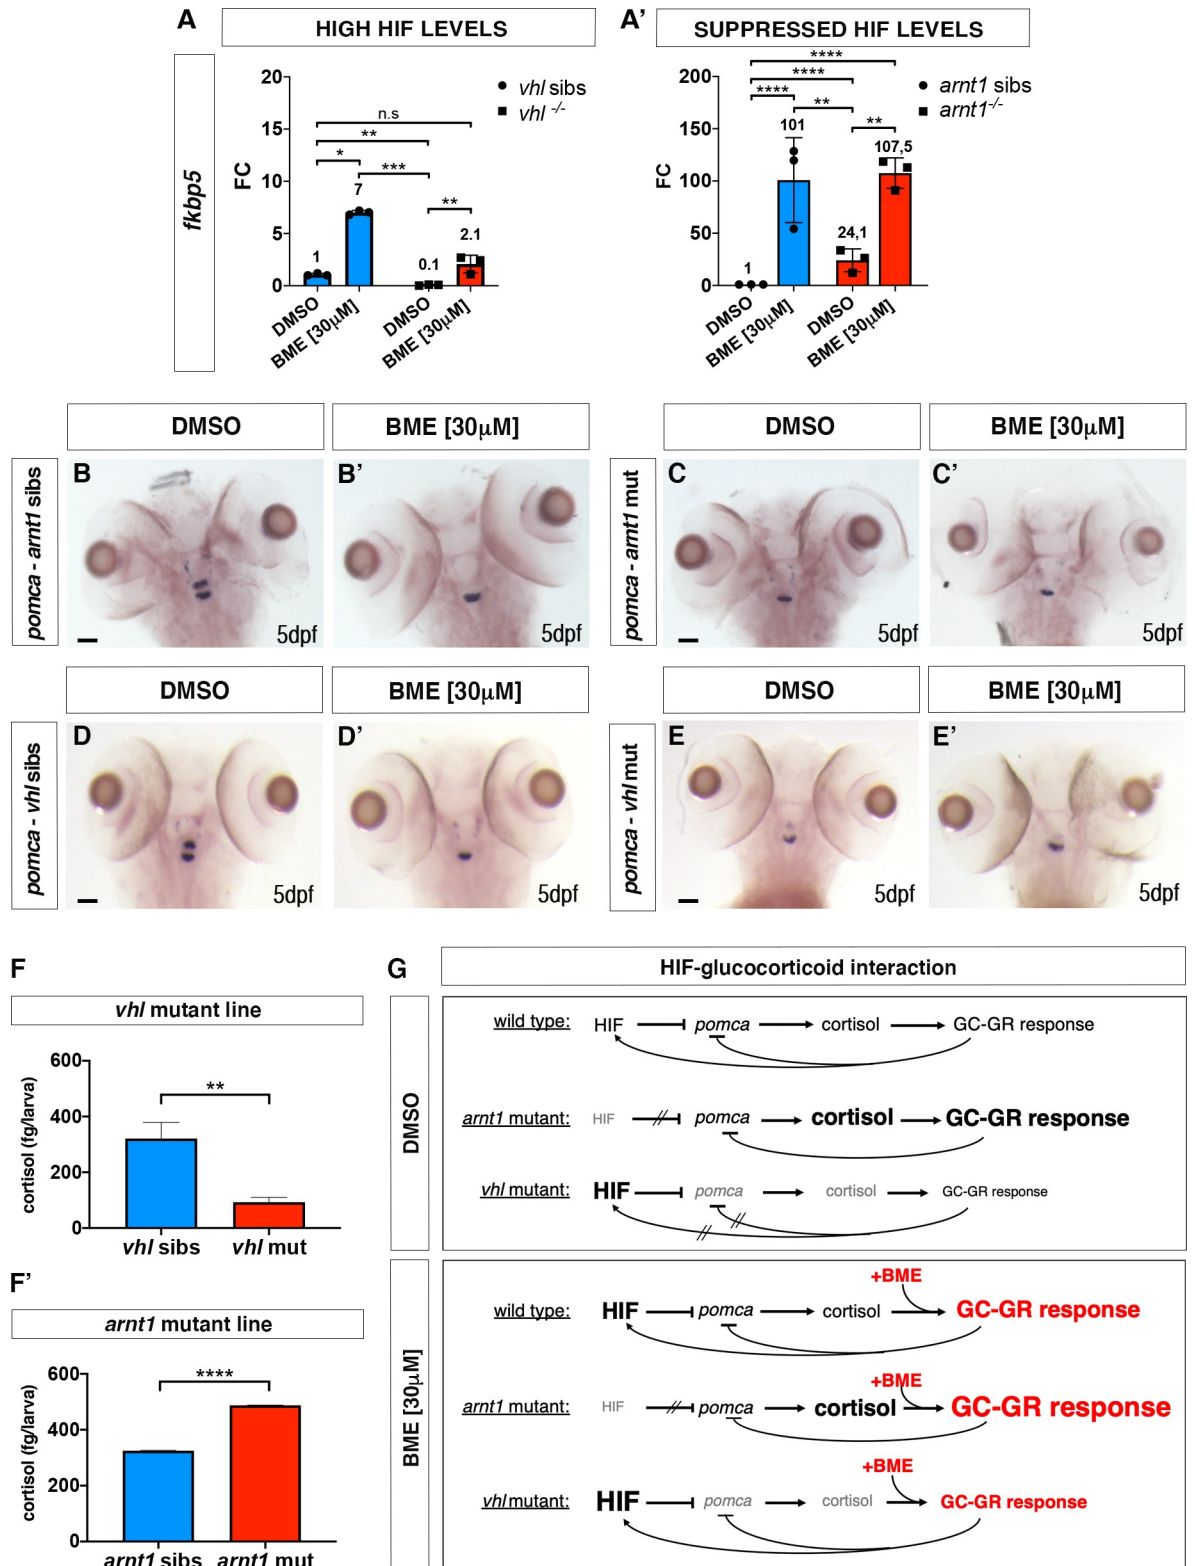 A
HIGH HIF LEVELS
A’
SUPPRESSED HIF LEVELS
fkbp5
FC
20
15
10
5
0
vhl sibs
vhl -/-
n.s
**
*
***
**
1
7
0.1
2.1
DMSO
BME [30μM]
DMSO
BME [30μM]
FC
200
150
100
50
0
arnt1 sibs
arnt1-/-
****
****
****
**
**
1
101
24,1
107,5
DMSO
BME [30μM]
DMSO
BME [30μM]
DMSO
BME [30μM]
DMSO
BME [30μM]
pomca - arnt1 sibs
B
5dpf
B’
5dpf
pomca - arnt1 mut
C
5dpf
C’
5dpf
DMSO
BME [30μM]
DMSO
BME [30μM]
pomca - vhl sibs
D
5dpf
D’
5dpf
pomca - vhl mut
E
5dpf
E’
5dpf
F
vhl mutant line
cortisol (fg/larva)
600
400
200
0
**
vhl sibs
vhl mut
F’
arnt1 mutant line
cortisol (fg/larva)
600
400
200
0
****
arnt1 sibs
arnt1 mut
G
HIF-glucocorticoid interaction
DMSO
wild type: HIF pomca cortisol GC-GR response
arnt1 mutant: HIF pomca cortisol GC-GR response
vhl mutant: HIF pomca cortisol GC-GR response
BME [30μM]
+BME
wild type: HIF pomca cortisol GC-GR response
+BME
arnt1 mutant: HIF pomca cortisol GC-GR response
+BME
vhl mutant: HIF pomca cortisol GC-GR response